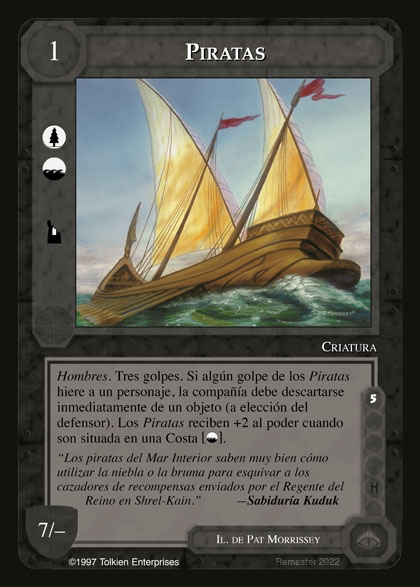 1
PIRATAS
CRIATURA
Hombres. Tres golpes. Si algún golpe de los Piratas
hiere a un personaje, la compañía debe descartarse
inmediatamente de un objeto (a elección del
defensor). Los Piratas reciben +2 al poder cuando
son situada en una Costa [ ].
5
“Los piratas del Mar Interior saben muy bien cómo
utilizar la niebla o la bruma para esquivar a los
cazadores de recompensas enviados por el Regente del
Reino en Shrel-Kain.” —Sabiduría Kuduk
7/–
IL. DE PAT MORRISSEY
©1997 Tolkien Enterprises
Remaster 2022